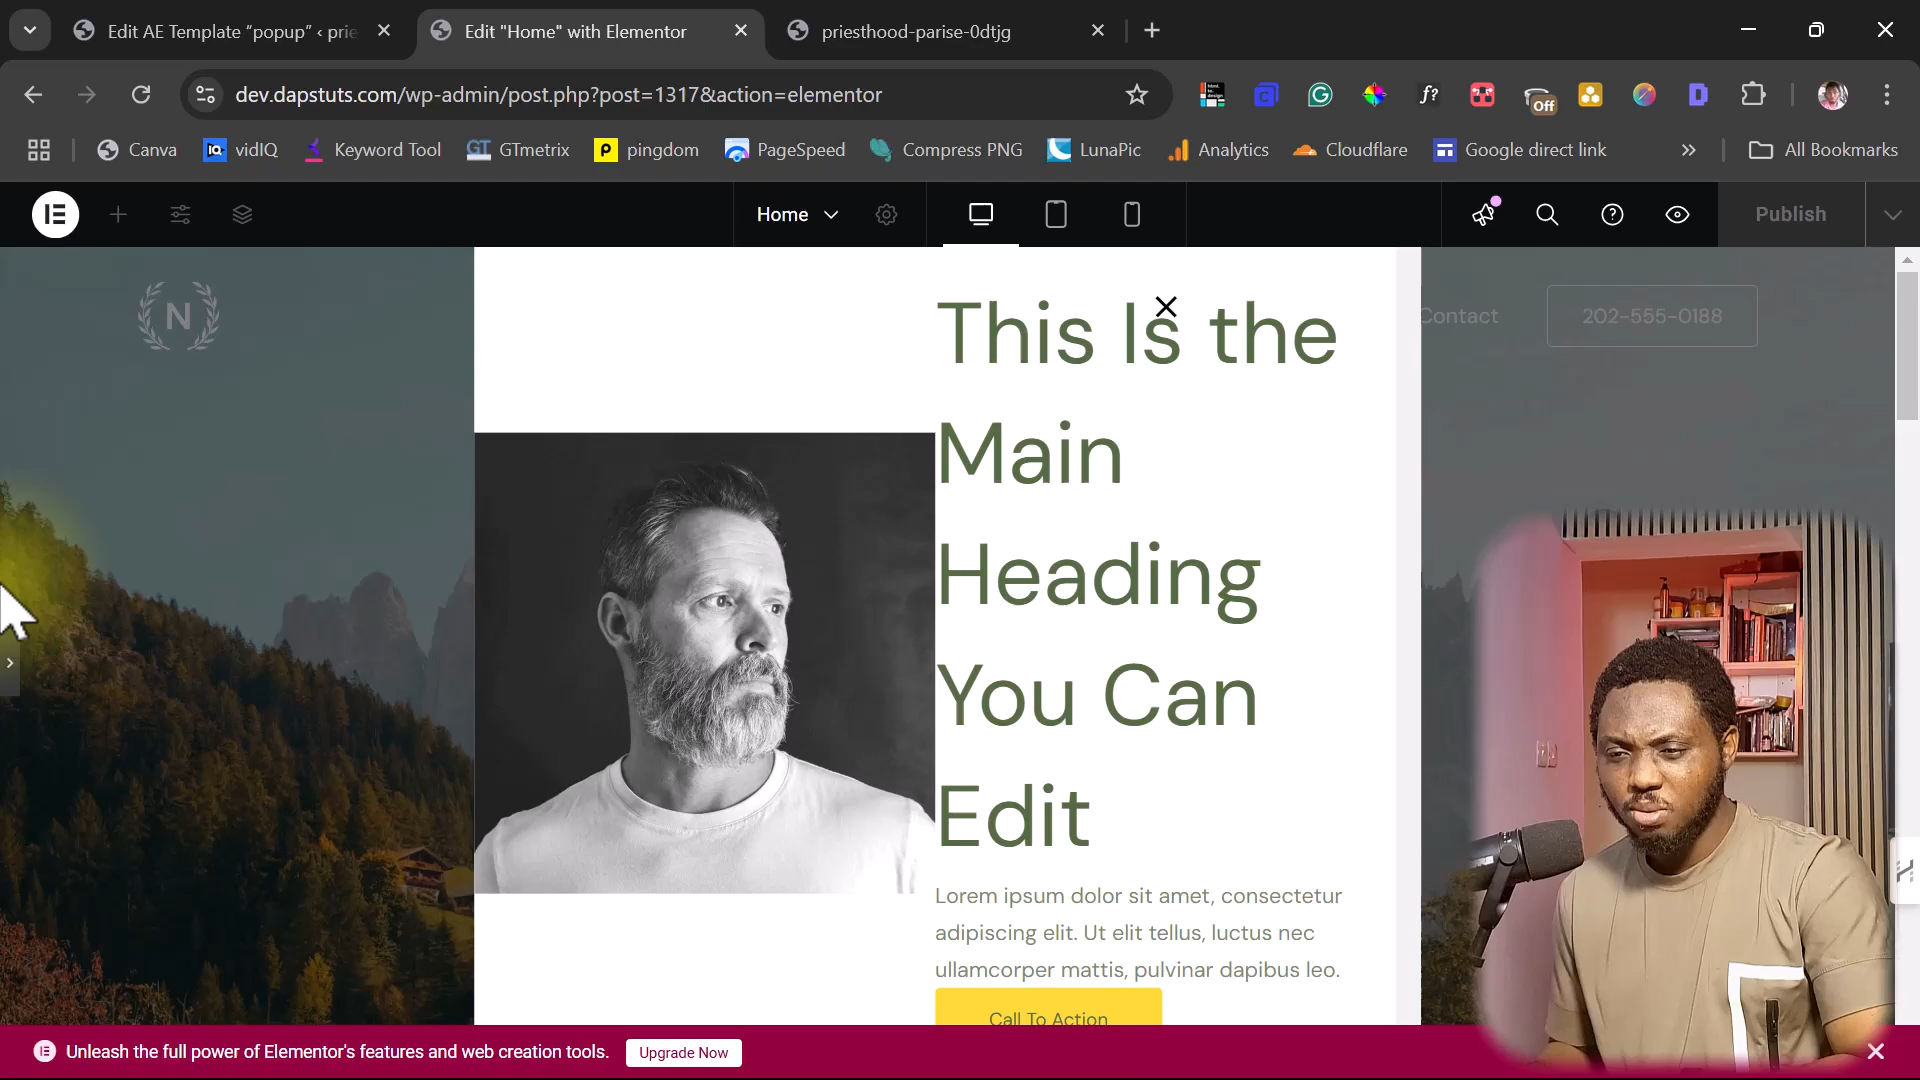 Edit AE Template “popup” ‹ prie
Edit "Home" with Elementor
priesthood-parise-0dtjg
dev.dapstuts.com/wp-admin/post.php?post=1317&action=elementor
Off
Canva
vidIQ
Keyword Tool
GTmetrix
pingdom
PageSpeed
Compress PNG
LunaPic
Analytics
Cloudflare
Google direct link
All Bookmarks
Home
Publish
N
Contact
202-555-0188
This Is the
Main
Heading
You Can
Edit
Lorem ipsum dolor sit amet, consectetur
adipiscing elit. Ut elit tellus, luctus nec
ullamcorper mattis, pulvinar dapibus leo.
Call To Action
Unleash the full power of Elementor's features and web creation tools.
Upgrade Now